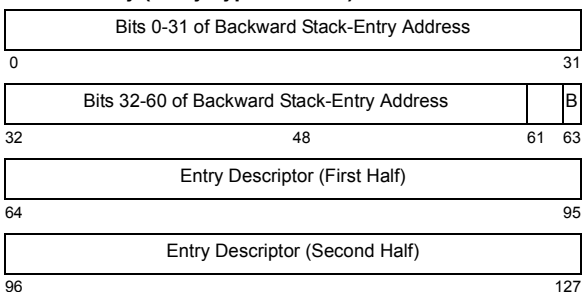 Bits 0-31 of Backward Stack-Entry Address
0 31
Bits 32-60 of Backward Stack-Entry Address B
32 48 61 63
Entry Descriptor (First Half)
64 95
Entry Descriptor (Second Half)
96 127